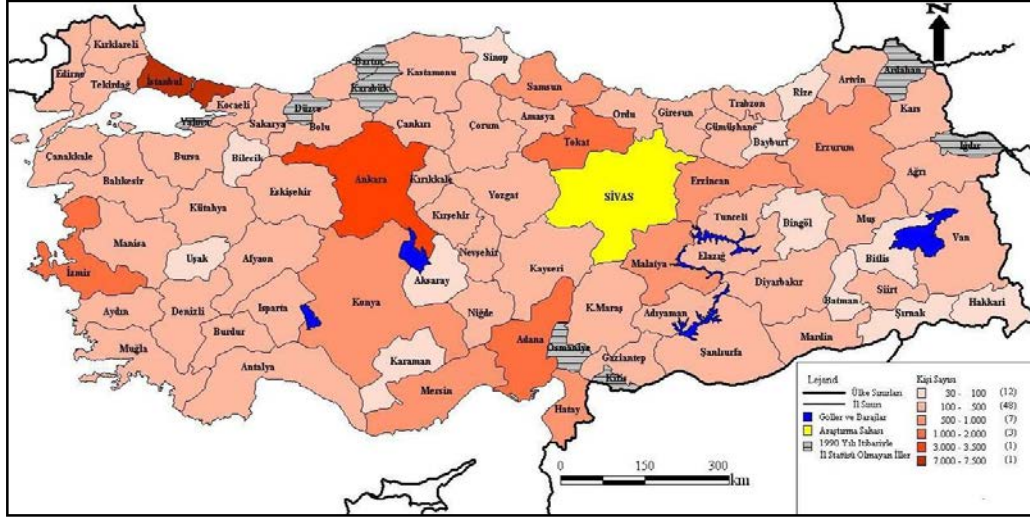 N
Kırklareli
Edirne
Tekirdağ
İstanbul
Kocaeli
Yalova
Sakarya
Düzce
Bolu
Bartın
Karabük
Kastamonu
Sinop
Samsun
Çankırı
Çorum
Amasya
Tokat
Ordu
Giresun
Trabzon
Gümüşhane
Rize
Bayburt
Artvin
Ardahan
Kars
Iğdır
Erzurum
Ağrı
Çanakkale
Balıkesir
Bursa
Bilecik
Eskişehir
Kütahya
Ankara
Kırıkkale
Kırşehir
Yozgat
SİVAS
Erzincan
Tunceli
Bingöl
Muş
Van
Bitlis
Manisa
İzmir
Uşak
Afyon
Aksaray
Nevşehir
Kayseri
Malatya
Elazığ
Diyarbakır
Batman
Siirt
Şırnak
Hakkari
Aydın
Denizli
Isparta
Burdur
Muğla
Antalya
Konya
Karaman
Niğde
Mersin
Adana
Osmaniye
K.Maraş
Adıyaman
Gaziantep
Kilis
Hatay
Şanlıurfa
Mardin
0 150 300
km
Lejand
Ülke Sınırları
İl Sınırı
Göller ve Barajlar
Araştırma Sahası
1990 Yılı İtibariyle
İl Statüsü Olmayan İller
Kişi Sayısı
30 - 100 (12)
100 - 500 (48)
500 - 1.000 (7)
1.000 - 2.000 (3)
3.000 - 3.500 (1)
7.000 - 7.500 (1)